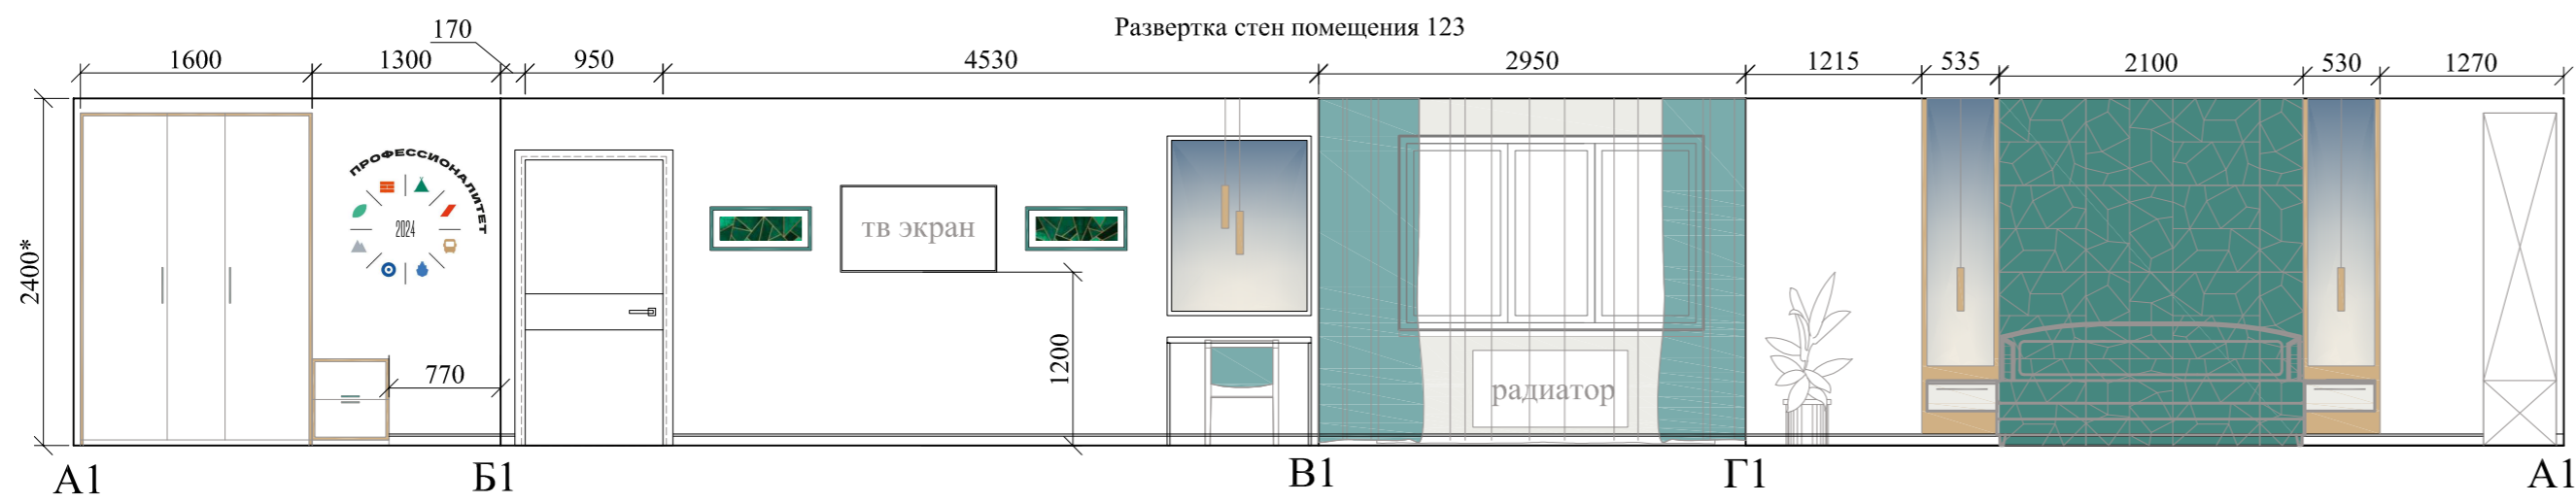 Развертка стен помещения 123
170
1600
1300
950
4530
2950
1215
535
2100
530
1270
2400*
ПРОФЕССИОНАЛИТЕТ
2024
тв экран
770
1200
радиатор
А1
Б1
В1
Г1
А1